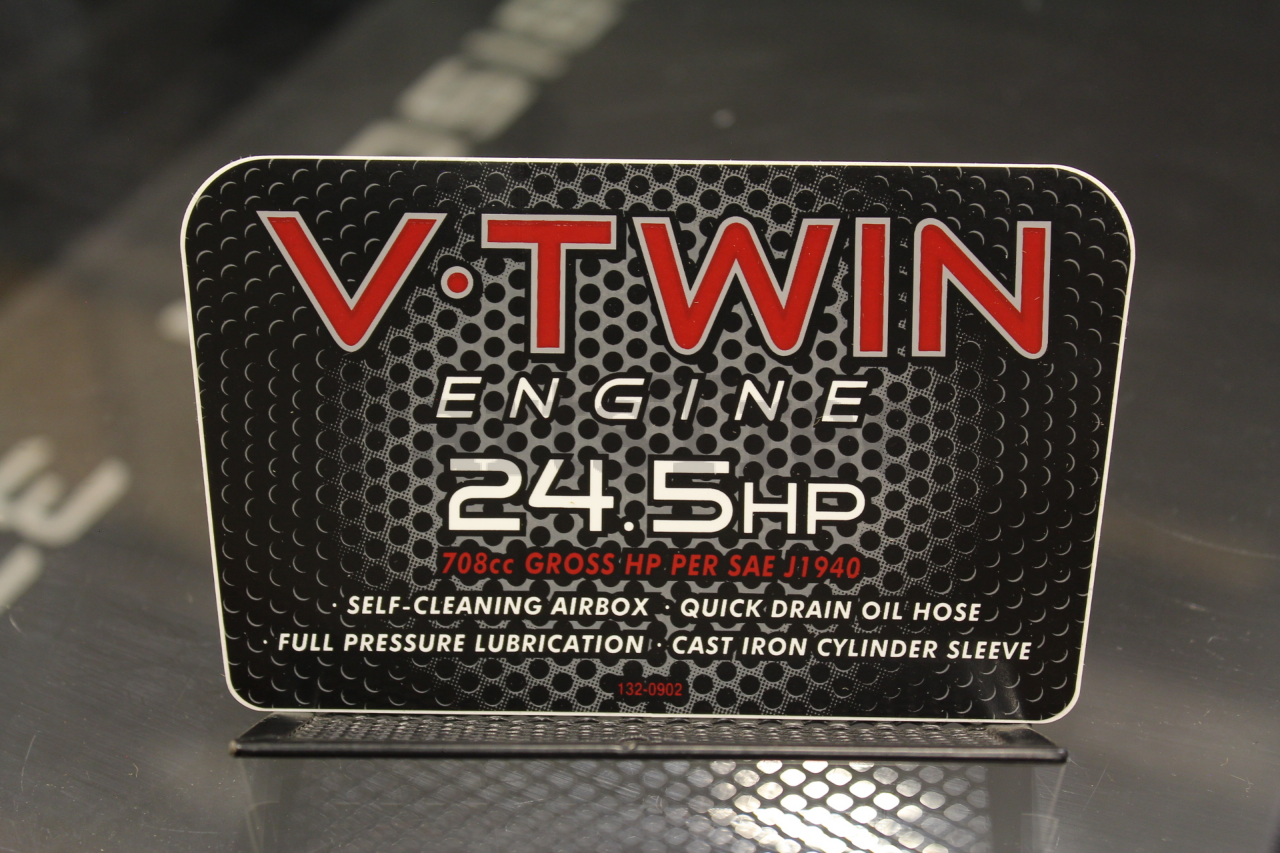 V·TWIN
ENGINE
24.5HP
708cc GROSS HP PER SAE J1940
· SELF-CLEANING AIRBOX · QUICK DRAIN OIL HOSE
· FULL PRESSURE LUBRICATION · CAST IRON CYLINDER SLEEVE
132-0902